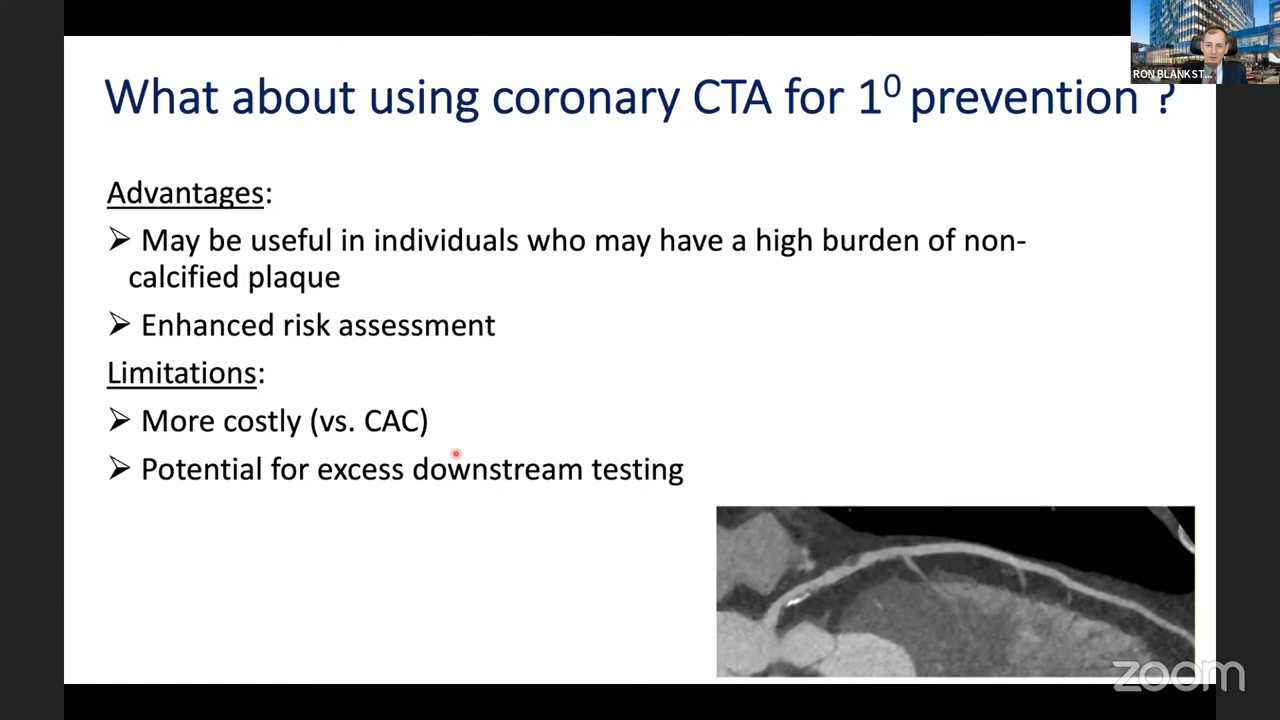 RON BLANKST...
What about using coronary CTA for 1⁰ prevention ?
Advantages:
➢ May be useful in individuals who may have a high burden of non-
calcified plaque
➢ Enhanced risk assessment
Limitations:
➢ More costly (vs. CAC)
➢ Potential for excess downstream testing
zoom